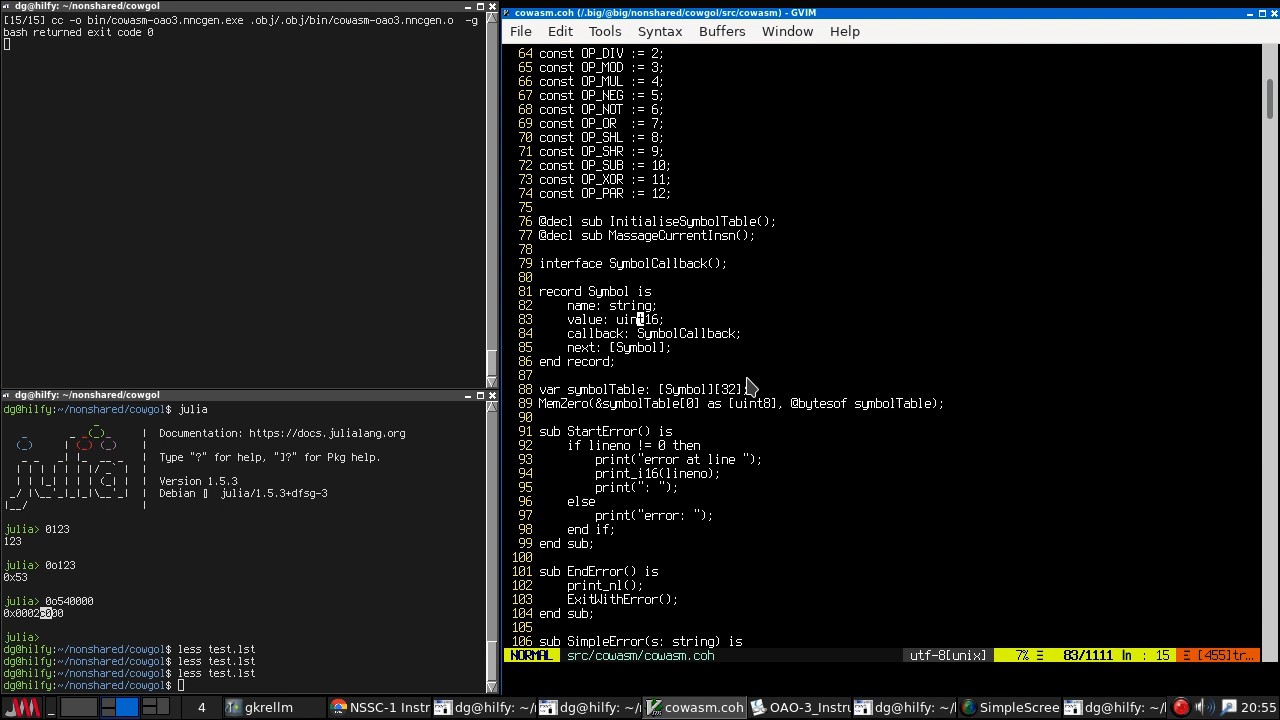 dg@hilfy: ~/nonshared/cowgol
[15/15] cc -o .obj/.obj/bin/cowasm-oao3.nncgen.exe .obj/.obj/bin/cowasm-oao3.nncgen.o -g
bash returned exit code 0
dg@hilfy: ~/nonshared/cowgol
dg@hilfy:~/nonshared/cowgol$ julia
Documentation: https://docs.julialang.org
Type "?" for help, "]?" for Pkg help.
Version 1.5.3
Debian julia/1.5.3+dfsg-3
julia> 0123
123
julia> 0o123
0x53
julia> 0o540000
julia>
dg@hilfy:~/nonshared/cowgol$ less test.lst
dg@hilfy:~/nonshared/cowgol$ less test.lst
dg@hilfy:~/nonshared/cowgol$ less test.lst
dg@hilfy:~/nonshared/cowgol$
cowasm.coh (/.big/@big/nonshared/cowgol/src/cowasm) - GVIM
File Edit Tools Syntax Buffers Window Help
64 const OP_DIV := 2;
65 const OP_MOD := 3;
66 const OP_MUL := 4;
67 const OP_NEG := 5;
68 const OP_NOT := 6;
69 const OP_OR  := 7;
70 const OP_SHL := 8;
71 const OP_SHR := 9;
72 const OP_SUB := 10;
73 const OP_XOR := 11;
74 const OP_PAR := 12;
75
76 @decl sub InitialiseSymbolTable();
77 @decl sub MassageCurrentInsn();
78
79 interface SymbolCallback();
80
81 record Symbol is
82     name: string;
83     value: uint16;
84     callback: SymbolCallback;
85     next: [Symbol];
86 end record;
87
88 var symbolTable: [Symbol][32];
89 MemZero(&symbolTable[0] as [uint8], @bytesof symbolTable);
90
91 sub StartError() is
92     if lineno != 0 then
93         print("error at line ");
94         print_i16(lineno);
95         print(": ");
96     else
97         print("error: ");
98     end if;
99 end sub;
100
101 sub EndError() is
102     print_nl();
103     ExitWithError();
104 end sub;
105
106 sub SimpleError(s: string) is
NORMAL src/cowasm/cowasm.coh utf-8[unix] 7% 83/1111 ln : 15 [455]tr…
4 gkrellm NSSC-1 Instr dg@hilfy: ~/ dg@hilfy: ~/ cowasm.coh OAO-3_Instru dg@hilfy: ~/ SimpleScree dg@hilfy: ~/ 20:55